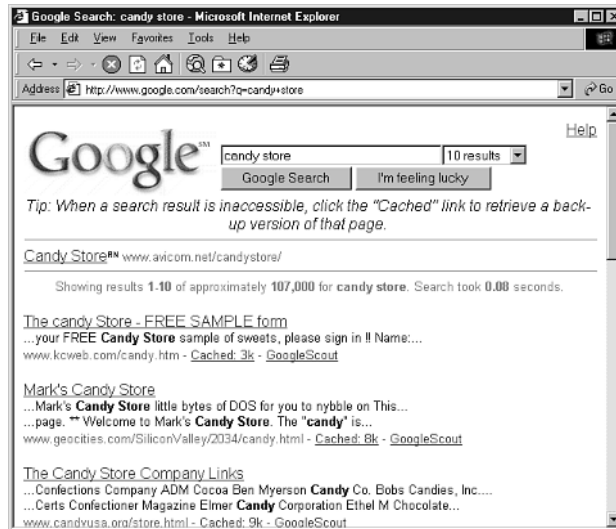 Google Search: candy store - Microsoft Internet Explorer
File Edit View Favorites Tools Help
Address http://www.google.com/search?q=candy+store Go
Help
Google SM
candy store 10 results
Google Search I'm feeling lucky
Tip: When a search result is inaccessible, click the "Cached" link to retrieve a back-
up version of that page.
Candy Store RN www.avicom.net/candystore/
Showing results 1-10 of approximately 107,000 for candy store. Search took 0.08 seconds.
The candy Store - FREE SAMPLE form
...your FREE Candy Store sample of sweets, please sign in !! Name:...
www.kcweb.com/candy.htm - Cached: 3k - GoogleScout
Mark's Candy Store
...Mark's Candy Store little bytes of DOS for you to nybble on This...
...page. ** Welcome to Mark's Candy Store. The "candy" is...
www.geocities.com/SiliconValley/2034/candy.html - Cached: 8k - GoogleScout
The Candy Store Company Links
...Confections Company ADM Cocoa Ben Myerson Candy Co. Bobs Candies, Inc....
...Certs Confectioner Magazine Elmer Candy Corporation Ethel M Chocolate...
www.candyusa.org/store.html - Cached: 9k - GoogleScout